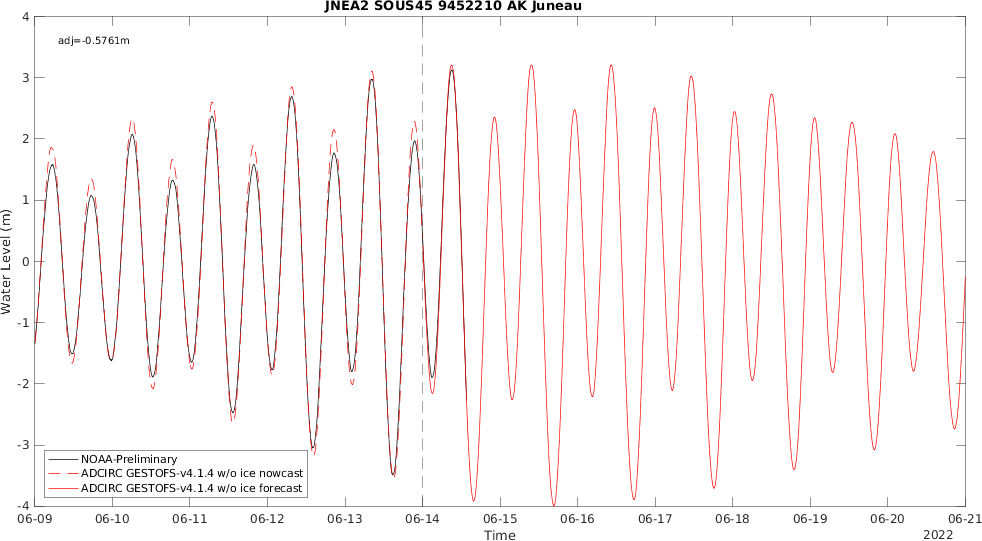 JNEA2 SOUS45 9452210 AK Juneau
adj=-0.5761m
4
3
2
1
0
-1
-2
-3
-4
Water Level (m)
NOAA-Preliminary
ADCIRC GESTOFS-v4.1.4 w/o ice nowcast
ADCIRC GESTOFS-v4.1.4 w/o ice forecast
06-09 06-10 06-11 06-12 06-13 06-14 06-15 06-16 06-17 06-18 06-19 06-20 06-21
Time
2022